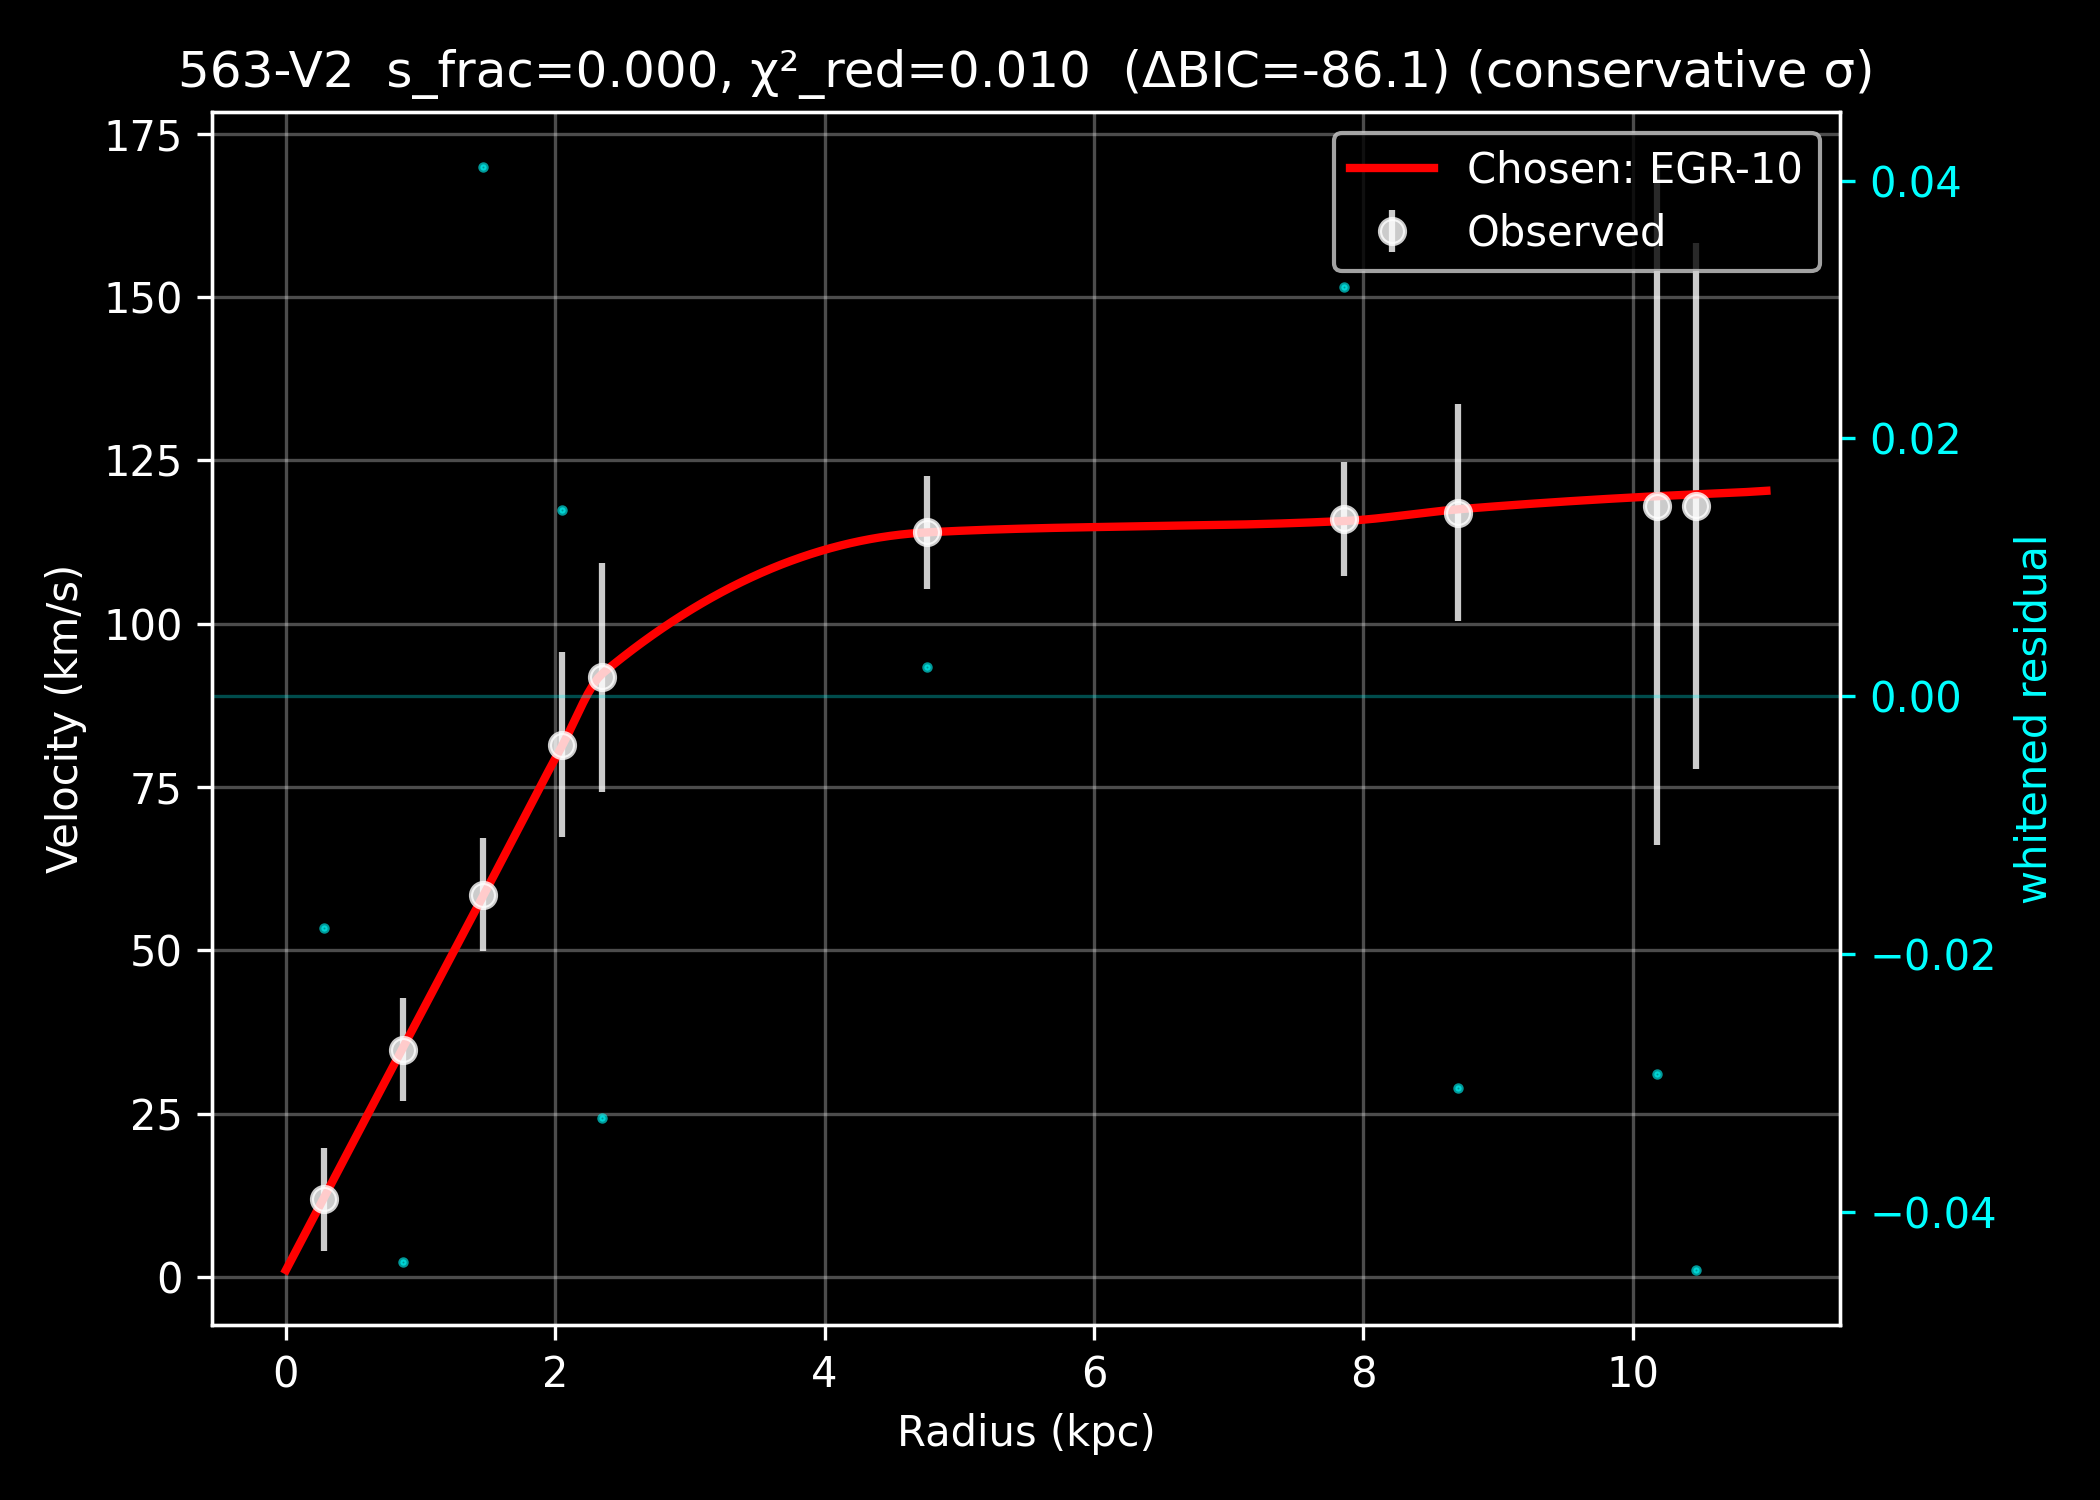 563-V2  s_frac=0.000, χ²_red=0.010  (ΔBIC=-86.1) (conservative σ)
Chosen: EGR-10
Observed
175
150
125
100
75
50
25
0
Velocity (km/s)
0.04
0.02
0.00
−0.02
−0.04
whitened residual
0 2 4 6 8 10
Radius (kpc)